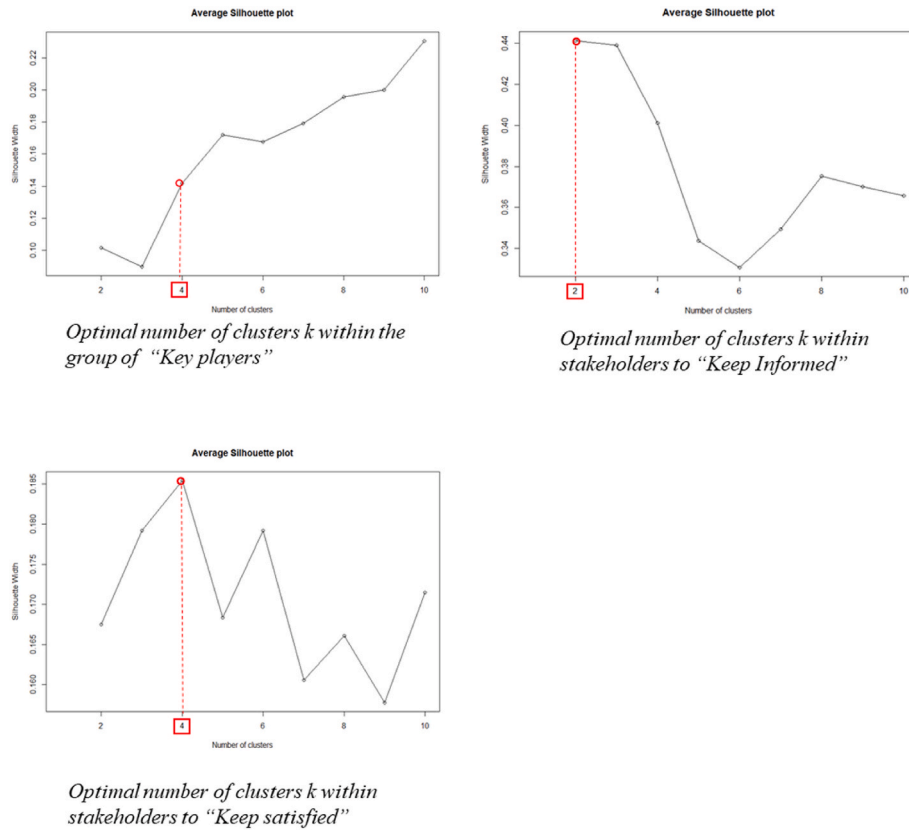 Average Silhouette plot
Silhouette Width
0.22
0.20
0.18
0.16
0.14
0.12
0.10
2 4 6 8 10
Number of clusters
Optimal number of clusters k within the
group of “Key players”
Average Silhouette plot
Silhouette Width
0.44
0.42
0.40
0.38
0.36
0.34
2 4 6 8 10
Number of clusters
Optimal number of clusters k within
stakeholders to “Keep Informed”
Average Silhouette plot
Silhouette Width
0.185
0.180
0.175
0.170
0.165
0.160
2 4 6 8 10
Number of clusters
Optimal number of clusters k within
stakeholders to “Keep satisfied”